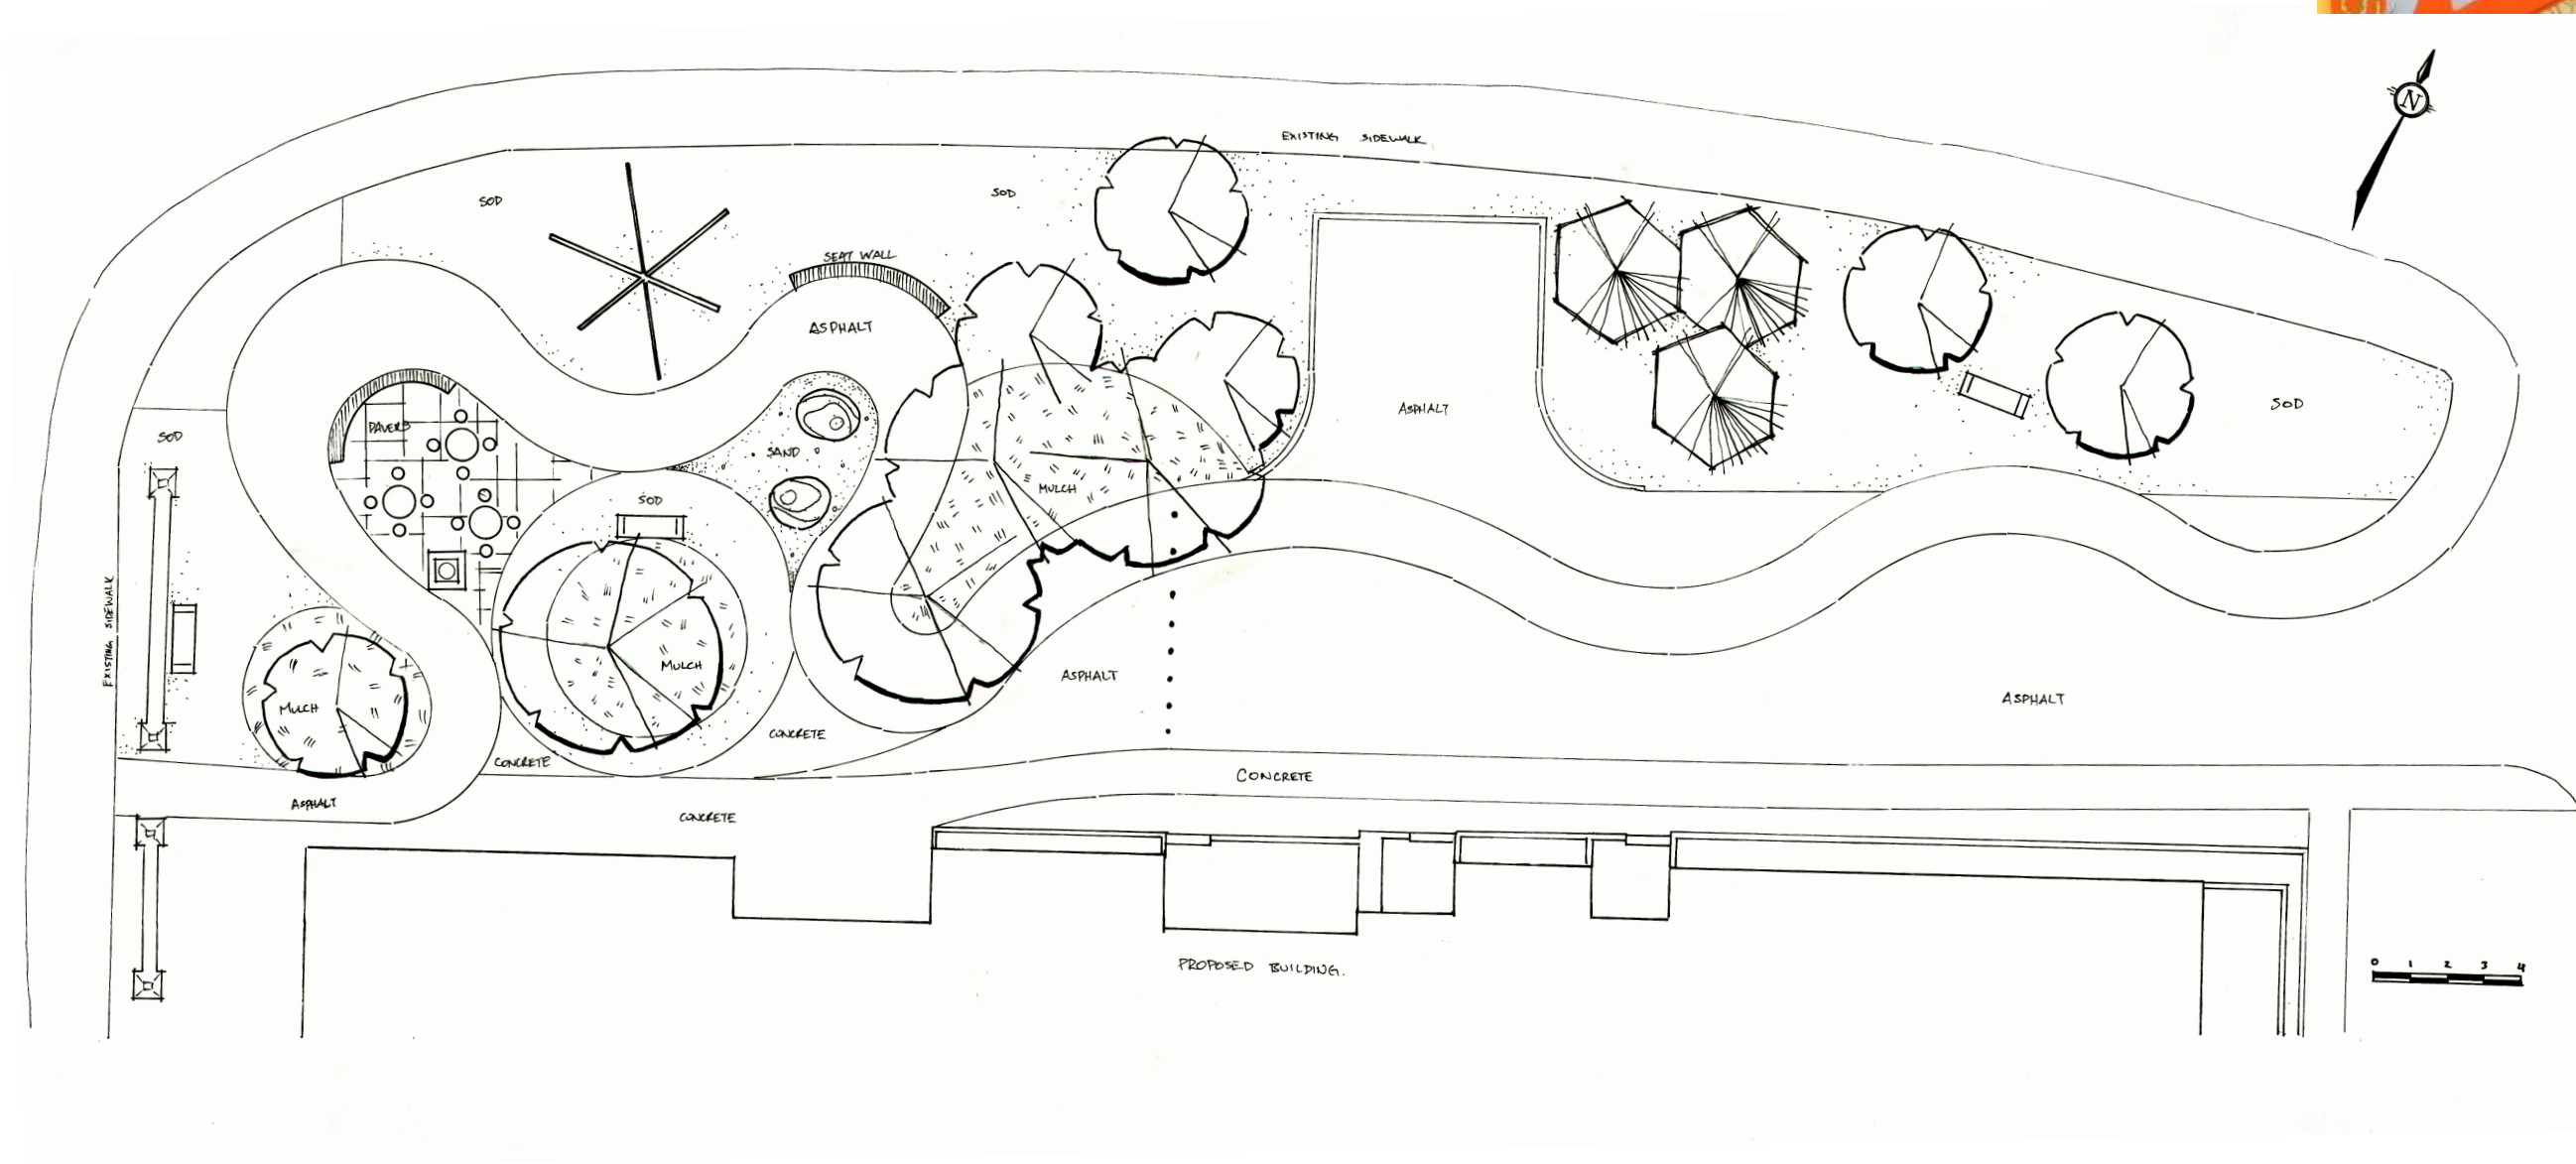 N
EXISTING SIDEWALK
SOD
SOD
SEAT WALL
ASPHALT
ASPHALT
SOD
PAVERS
SOD
SAND
MULCH
SOD
EXISTING SIDEWALK
MULCH
MULCH
ASPHALT
ASPHALT
CONCRETE
CONCRETE
CONCRETE
ASPHALT
CONCRETE
PROPOSED BUILDING.
0 1 2 3 4